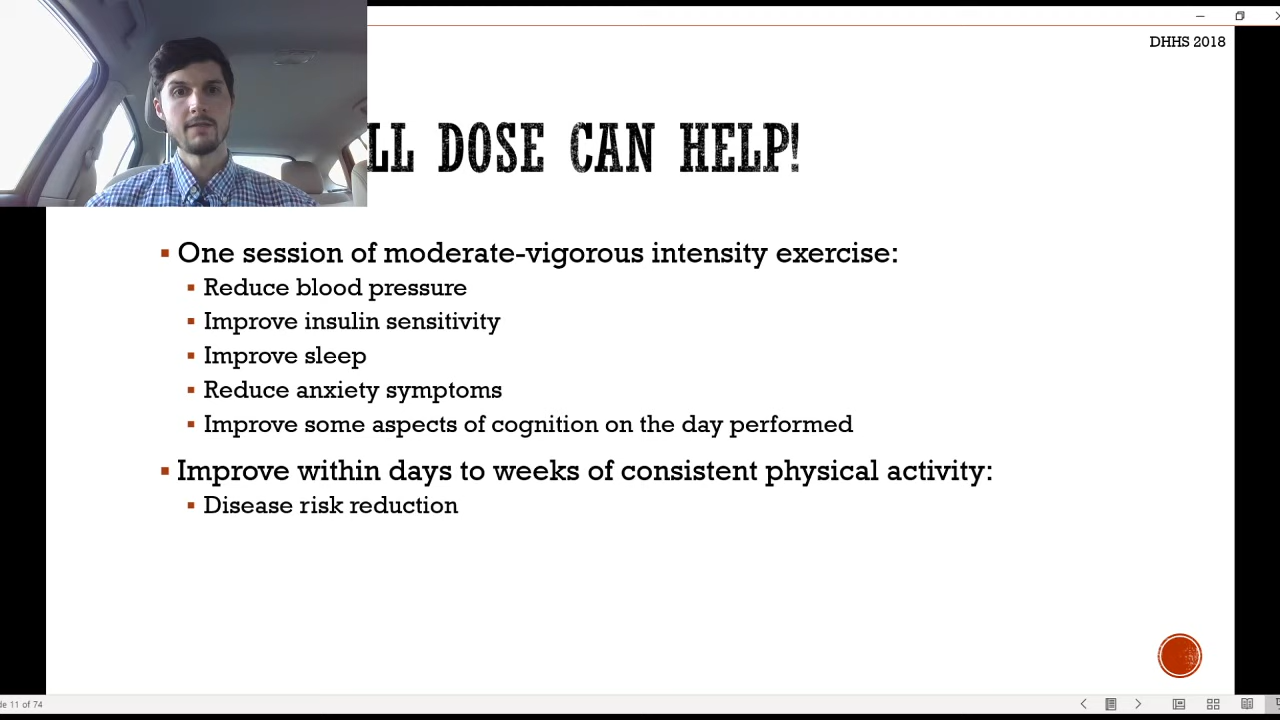 DHHS 2018
DOSE CAN HELP!
One session of moderate-vigorous intensity exercise:
Reduce blood pressure
Improve insulin sensitivity
Improve sleep
Reduce anxiety symptoms
Improve some aspects of cognition on the day performed
Improve within days to weeks of consistent physical activity:
Disease risk reduction
11 of 74